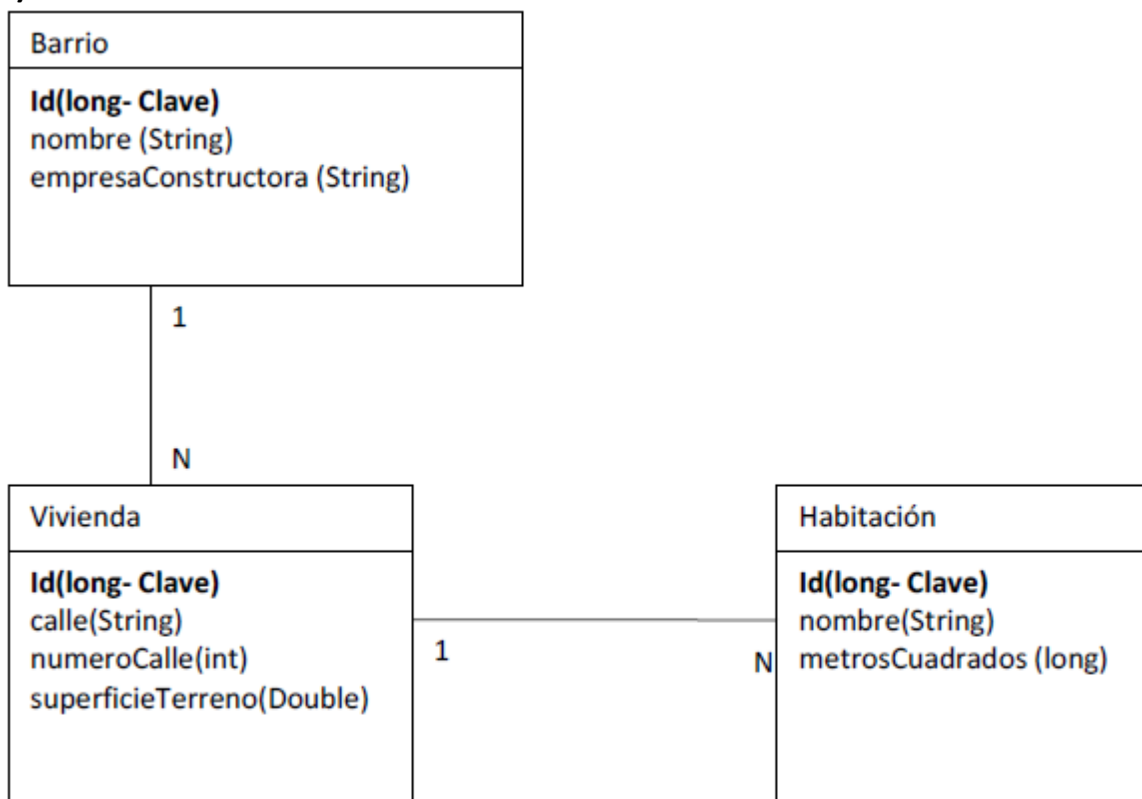 Barrio
Id(long- Clave)
nombre (String)
empresaConstructora (String)
1
N
Vivienda
Id(long- Clave)
calle(String)
numeroCalle(int)
superficieTerreno(Double)
1
N
Habitación
Id(long- Clave)
nombre(String)
metrosCuadrados (long)